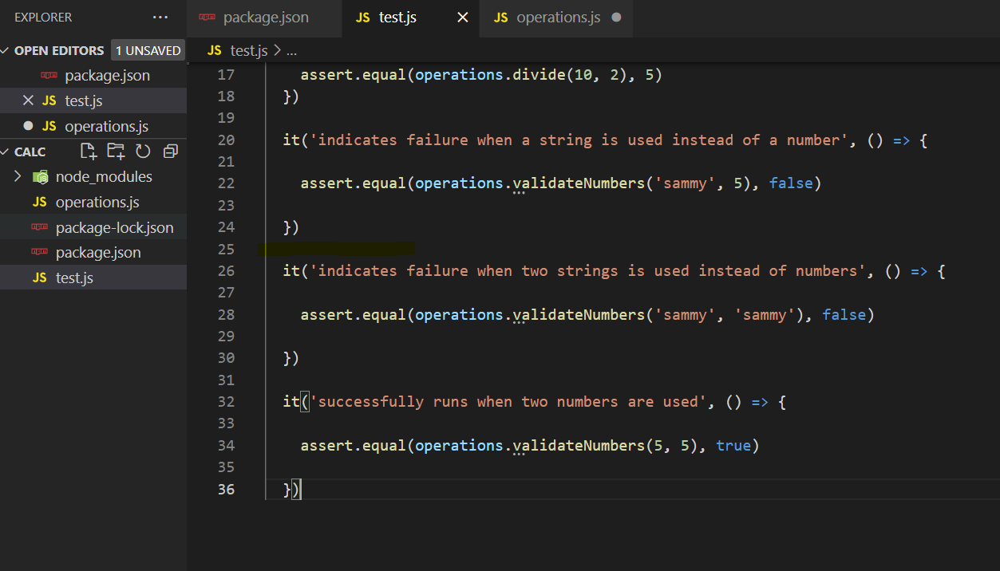 EXPLORER ...
OPEN EDITORS 1 UNSAVED
package.json
JS test.js
JS operations.js
CALC
node_modules
JS operations.js
package-lock.json
package.json
JS test.js
package.json JS test.js JS operations.js
JS test.js > ...
17 assert.equal(operations.divide(10, 2), 5)
18 })
19
20 it('indicates failure when a string is used instead of a number', () => {
21
22 assert.equal(operations.validateNumbers('sammy', 5), false)
23
24 })
25
26 it('indicates failure when two strings is used instead of numbers', () => {
27
28 assert.equal(operations.validateNumbers('sammy', 'sammy'), false)
29
30 })
31
32 it('successfully runs when two numbers are used', () => {
33
34 assert.equal(operations.validateNumbers(5, 5), true)
35
36 })